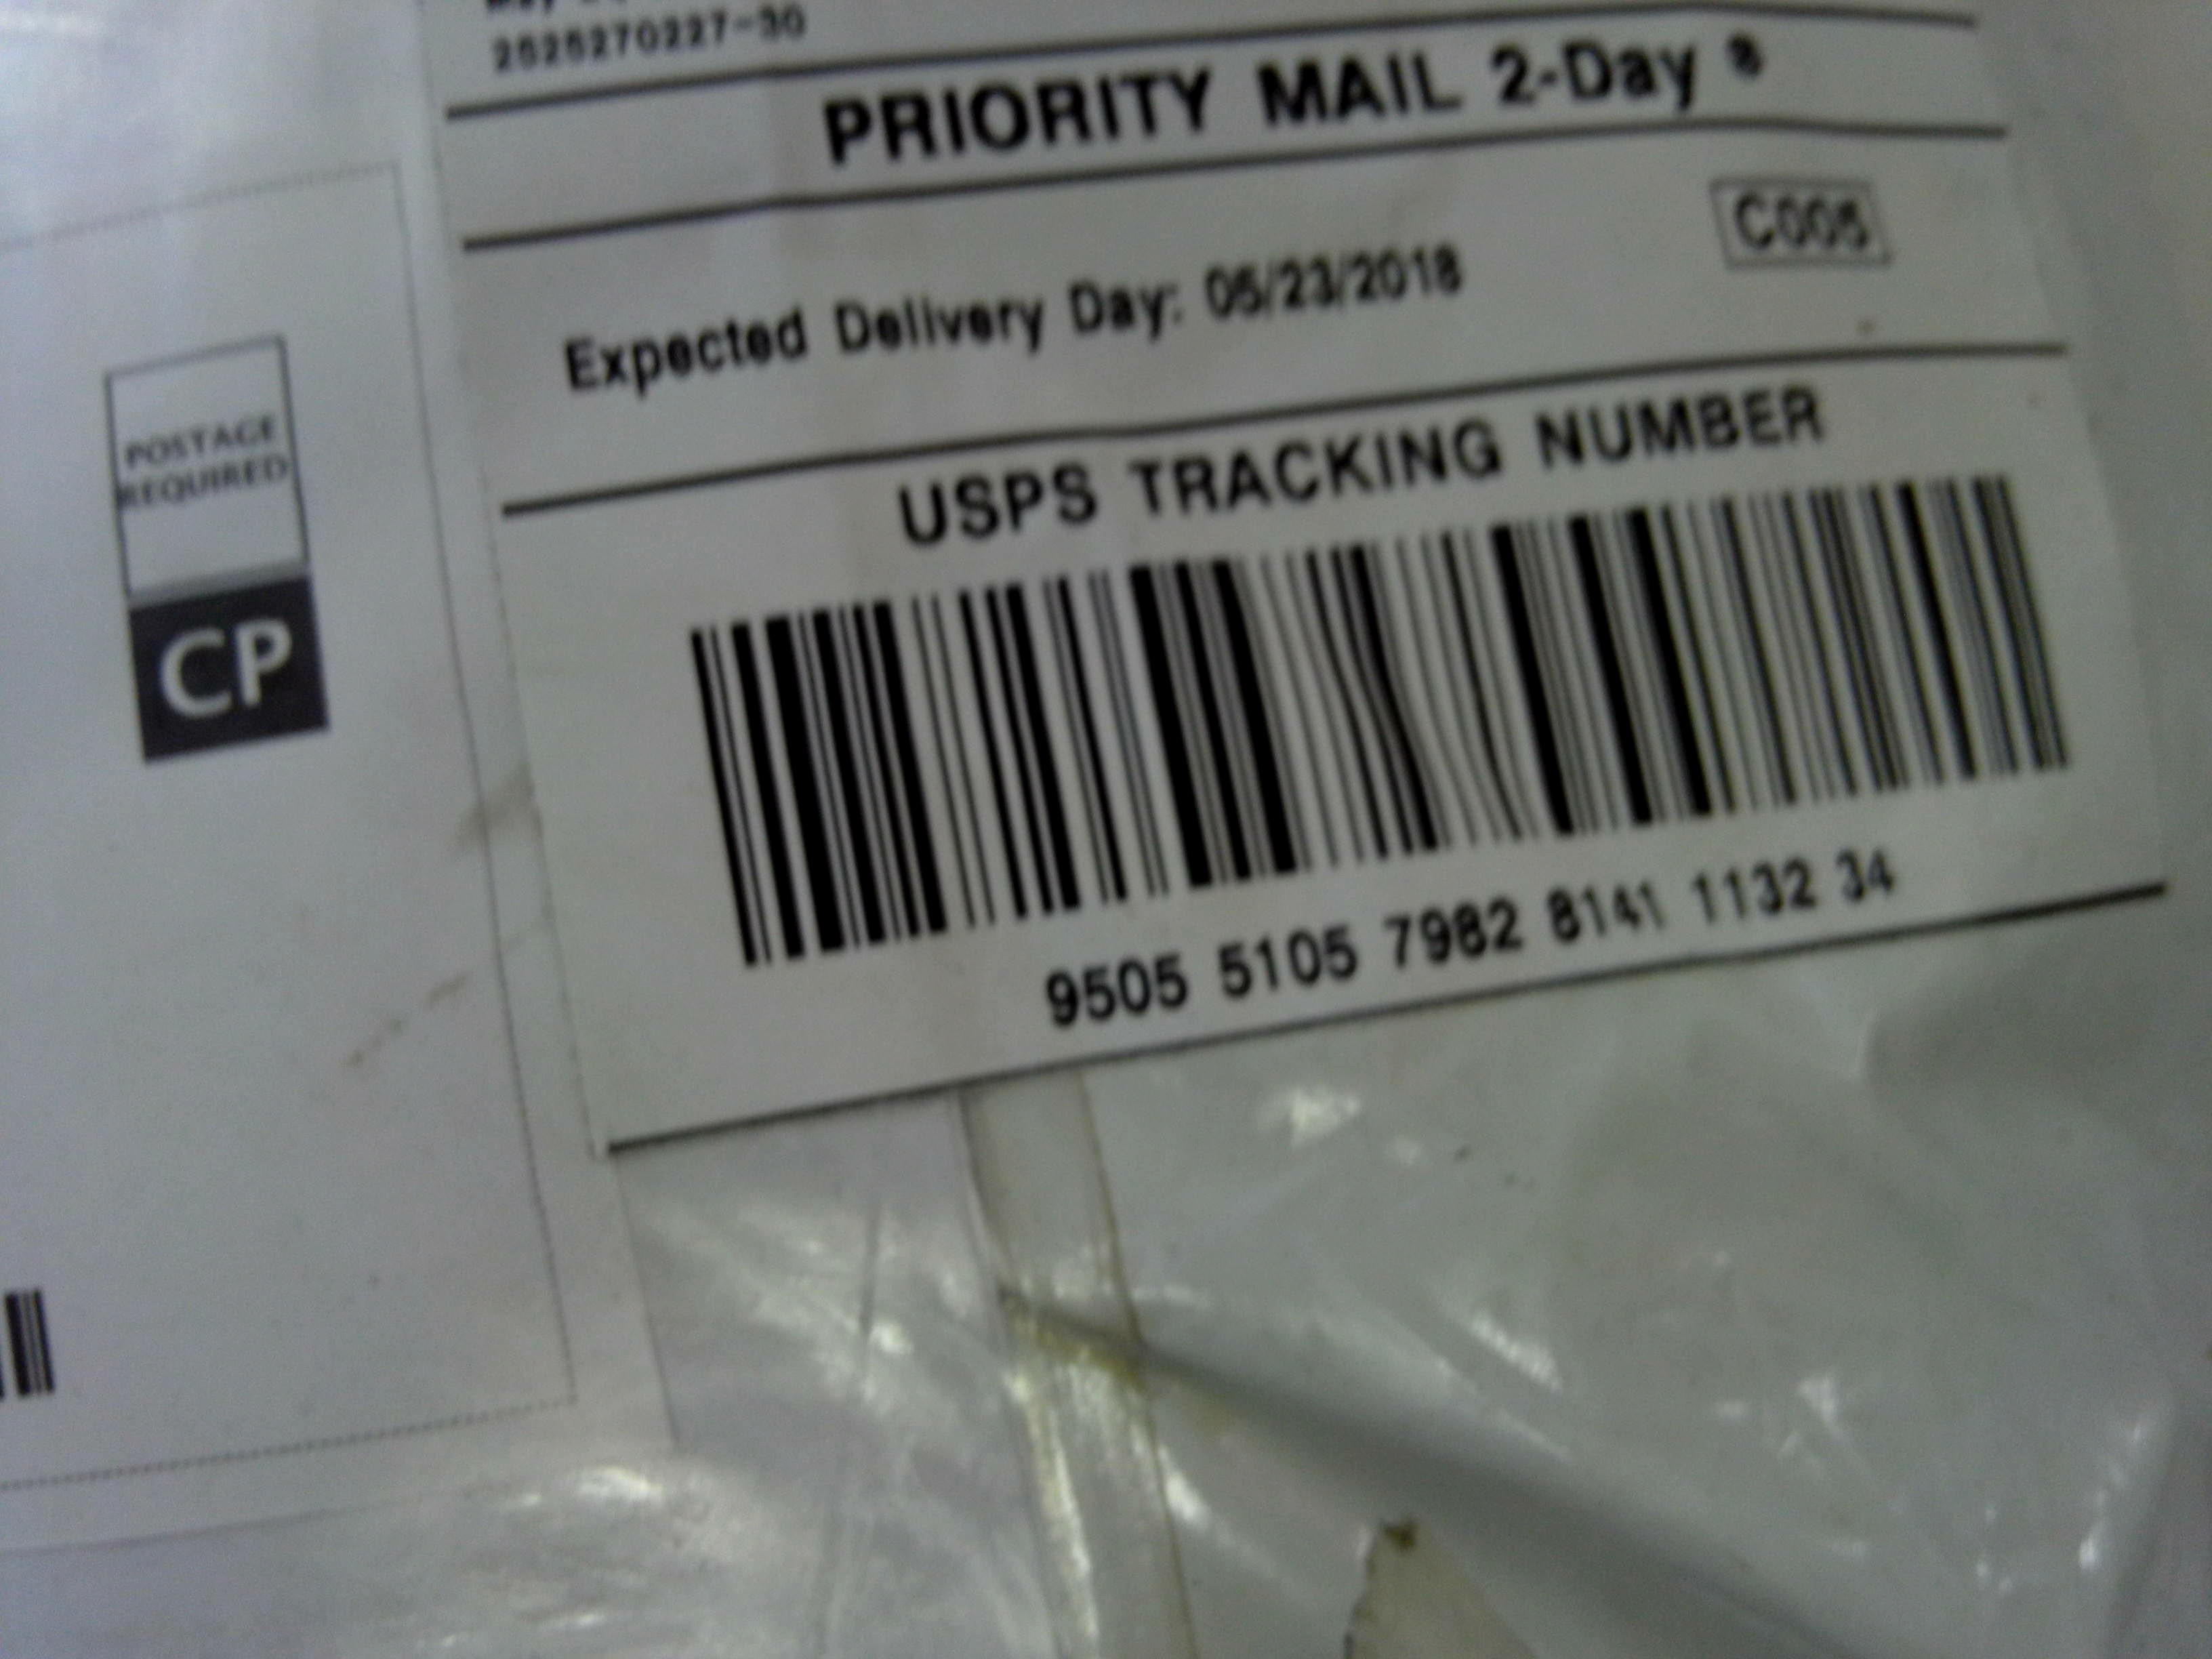 2525270227-30
PRIORITY MAIL 2-Day ®
C005
Expected Delivery Day: 05/23/2018
USPS TRACKING NUMBER
9505 5105 7982 8141 1132 34
POSTAGE
REQUIRED
CP